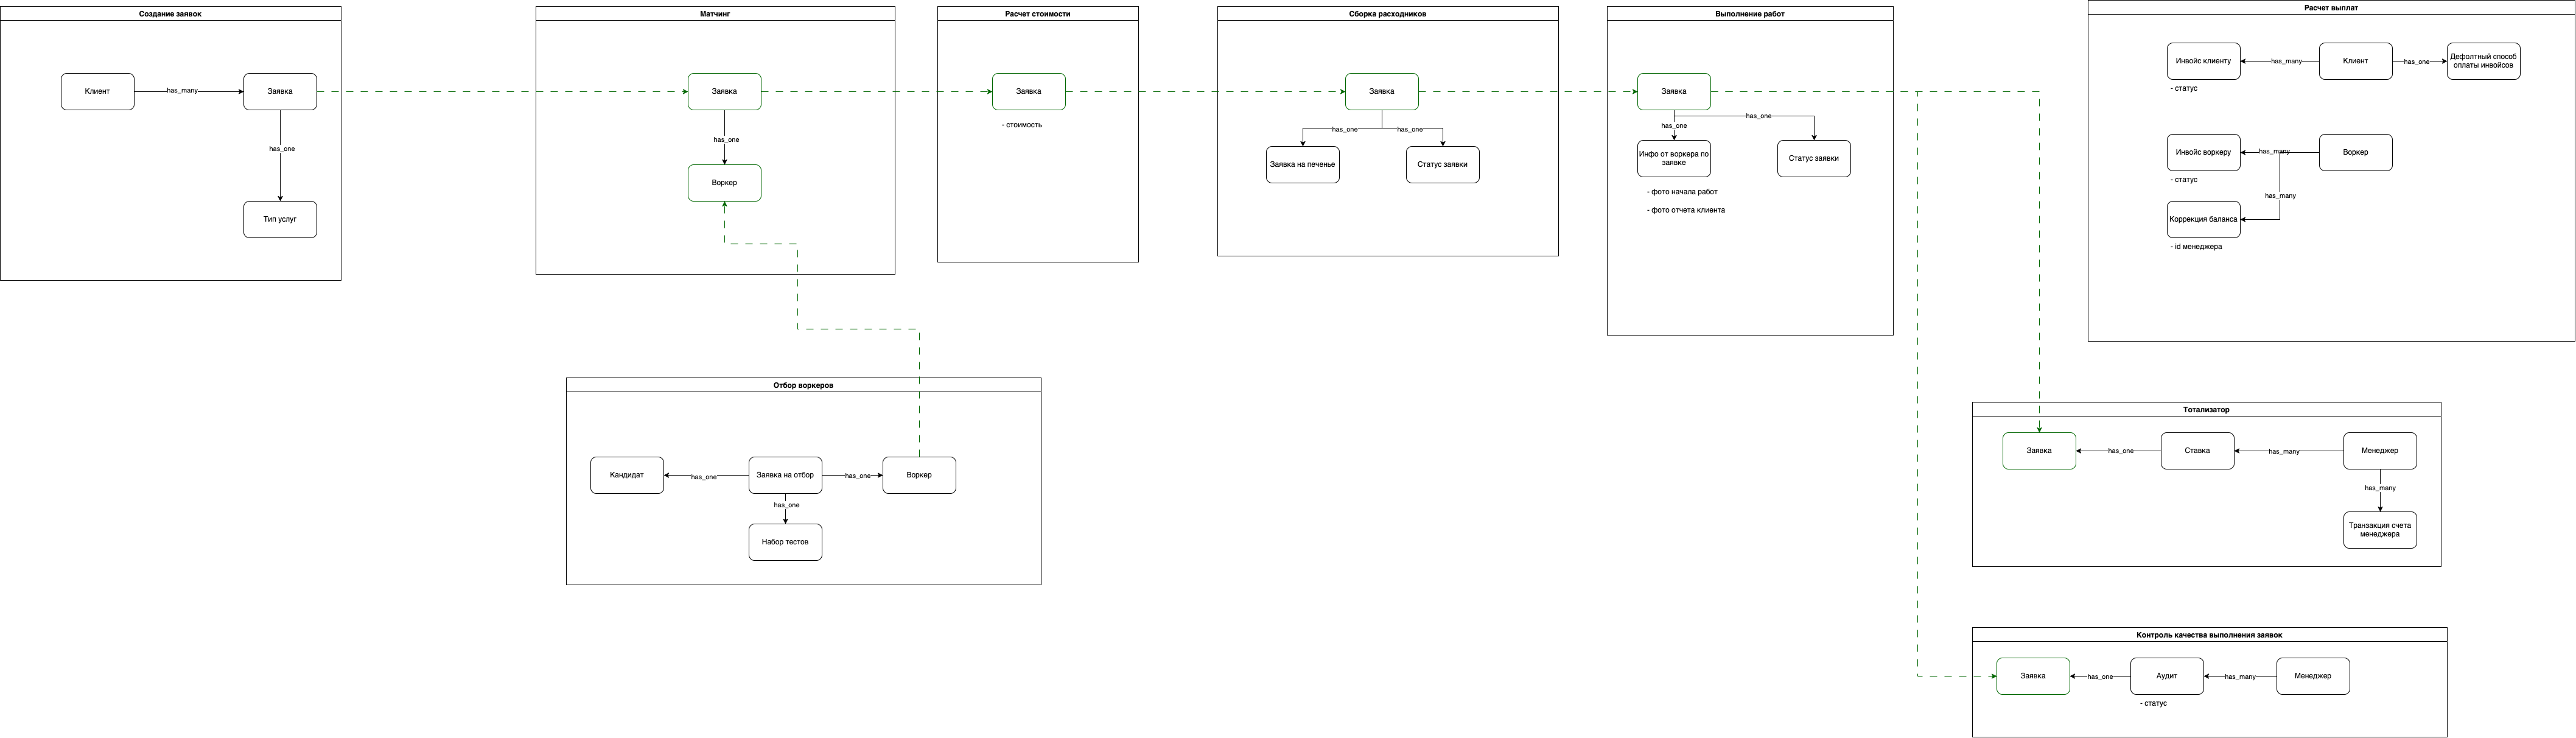 Создание заявок
Клиент
has_many
Заявка
has_one
Тип услуг
Матчинг
Заявка
has_one
Воркер
Расчет стоимости
Заявка
- стоимость
Сборка расходников
Заявка
has_one
has_one
Заявка на печенье
Статус заявки
Выполнение работ
Заявка
has_one
has_one
Инфо от воркера по
заявке
Статус заявки
- фото начала работ
- фото отчета клиента
Расчет выплат
Инвойс клиенту
has_many
Клиент
has_one
Дефолтный способ
оплаты инвойсов
- статус
Инвойс воркеру
has_many
Воркер
- статус
has_many
Коррекция баланса
- id менеджера
Отбор воркеров
Кандидат
has_one
Заявка на отбор
has_one
Воркер
has_one
Набор тестов
Тотализатор
Заявка
has_one
Ставка
has_many
Менеджер
has_many
Транзакция счета
менеджера
Контроль качества выполнения заявок
Заявка
has_one
Аудит
has_many
Менеджер
- статус